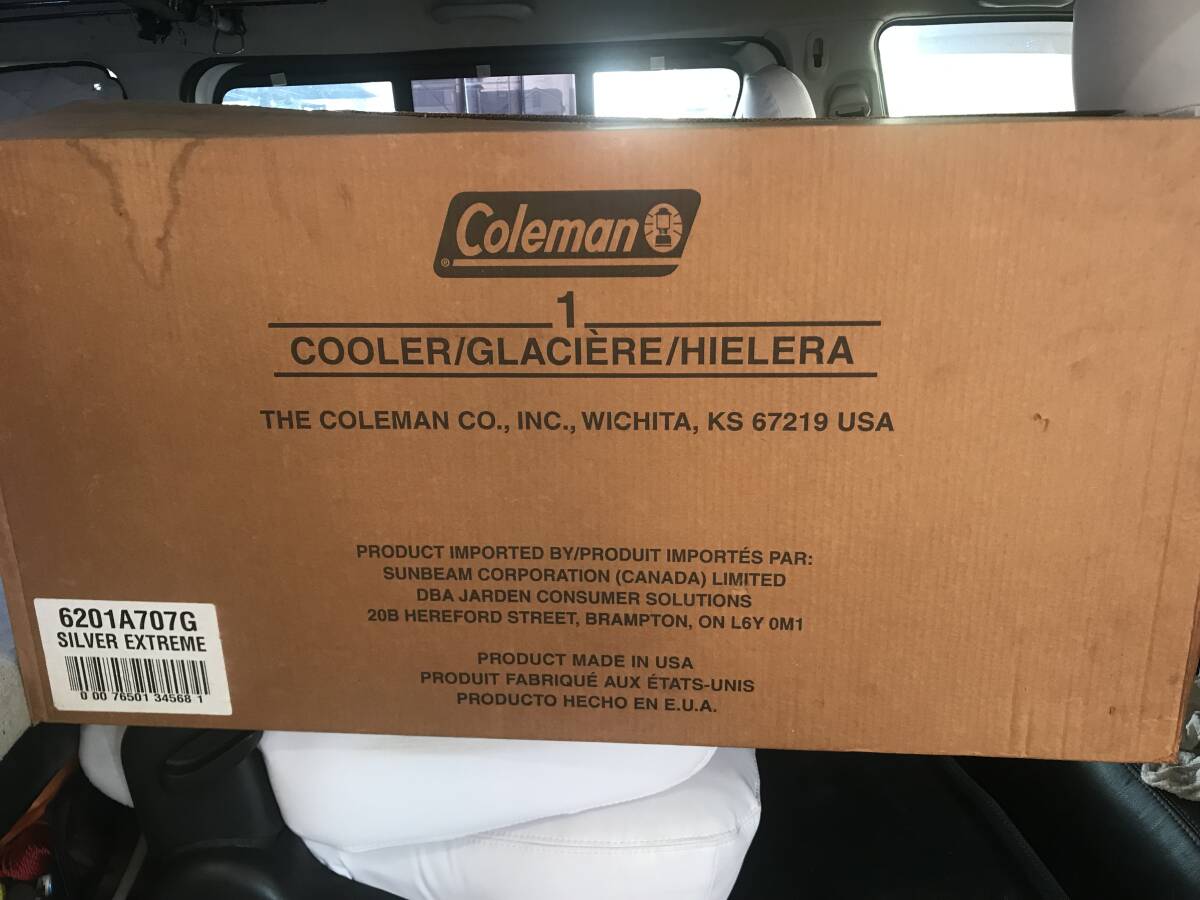 Coleman
®
1
COOLER/GLACIÈRE/HIELERA
THE COLEMAN CO., INC., WICHITA, KS 67219 USA
PRODUCT IMPORTED BY/PRODUIT IMPORTÉS PAR:
SUNBEAM CORPORATION (CANADA) LIMITED
DBA JARDEN CONSUMER SOLUTIONS
20B HEREFORD STREET, BRAMPTON, ON L6Y 0M1
PRODUCT MADE IN USA
PRODUIT FABRIQUÉ AUX ÉTATS-UNIS
PRODUCTO HECHO EN E.U.A.
6201A707G
SILVER EXTREME
0 00 76501 34568 1